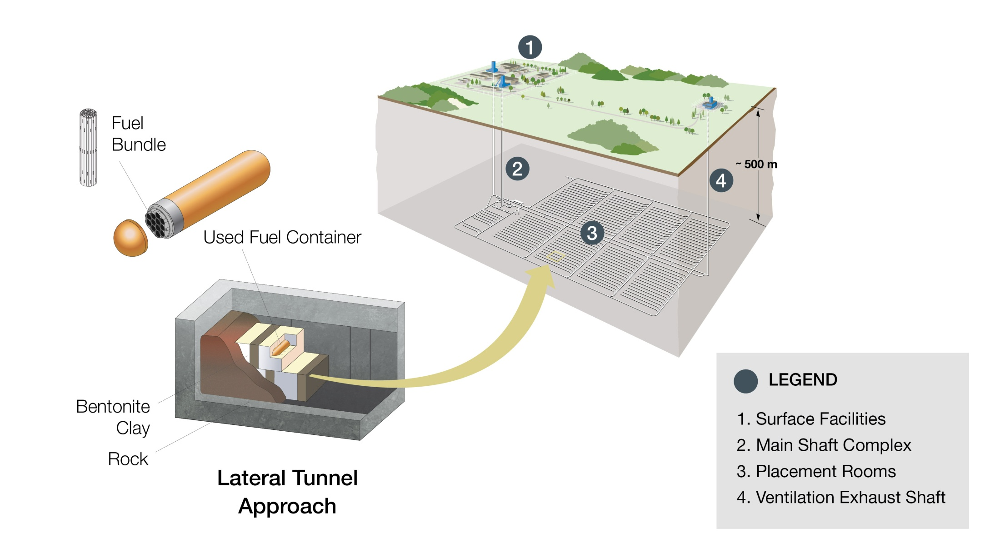 1
Fuel
Bundle
2
~ 500 m
4
3
Used Fuel Container
Bentonite
Clay
Rock
Lateral Tunnel
Approach
LEGEND
1. Surface Facilities
2. Main Shaft Complex
3. Placement Rooms
4. Ventilation Exhaust Shaft